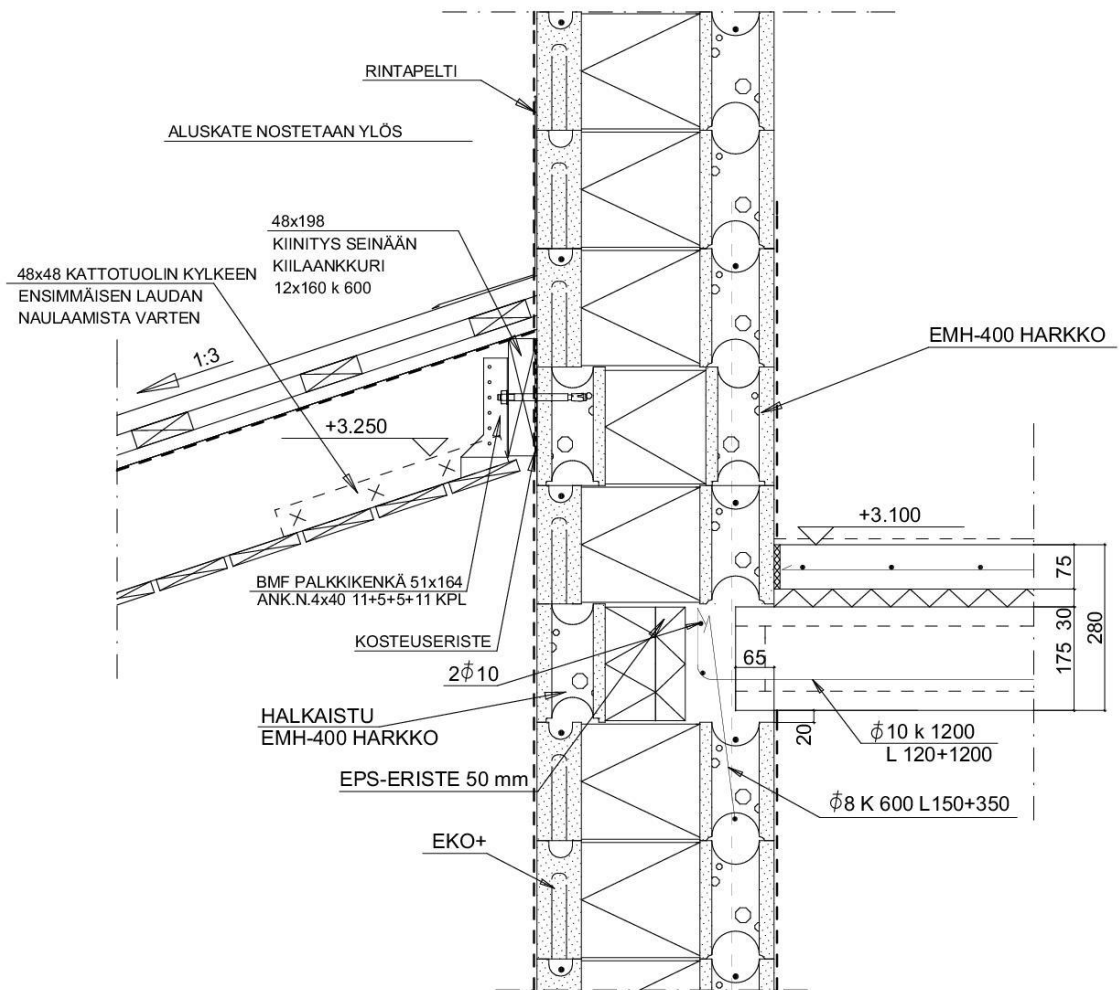 RINTAPELTI
ALUSKATE NOSTETAAN YLÖS
48x198
KIINITYS SEINÄÄN
KIILAANKKURI
12x160 k 600
48x48 KATTOTUOLIN KYLKEEN
ENSIMMÄISEN LAUDAN
NAULAAMISTA VARTEN
1:3
+3.250
EMH-400 HARKKO
+3.100
75
30
175
280
BMF PALKKIKENKÄ 51x164
ANK.N.4x40 11+5+5+11 KPL
KOSTEUSERISTE
2⌀10
65
HALKAISTU
EMH-400 HARKKO
20
⌀10 k 1200
L 120+1200
EPS-ERISTE 50 mm
⌀8 K 600 L150+350
EKO+